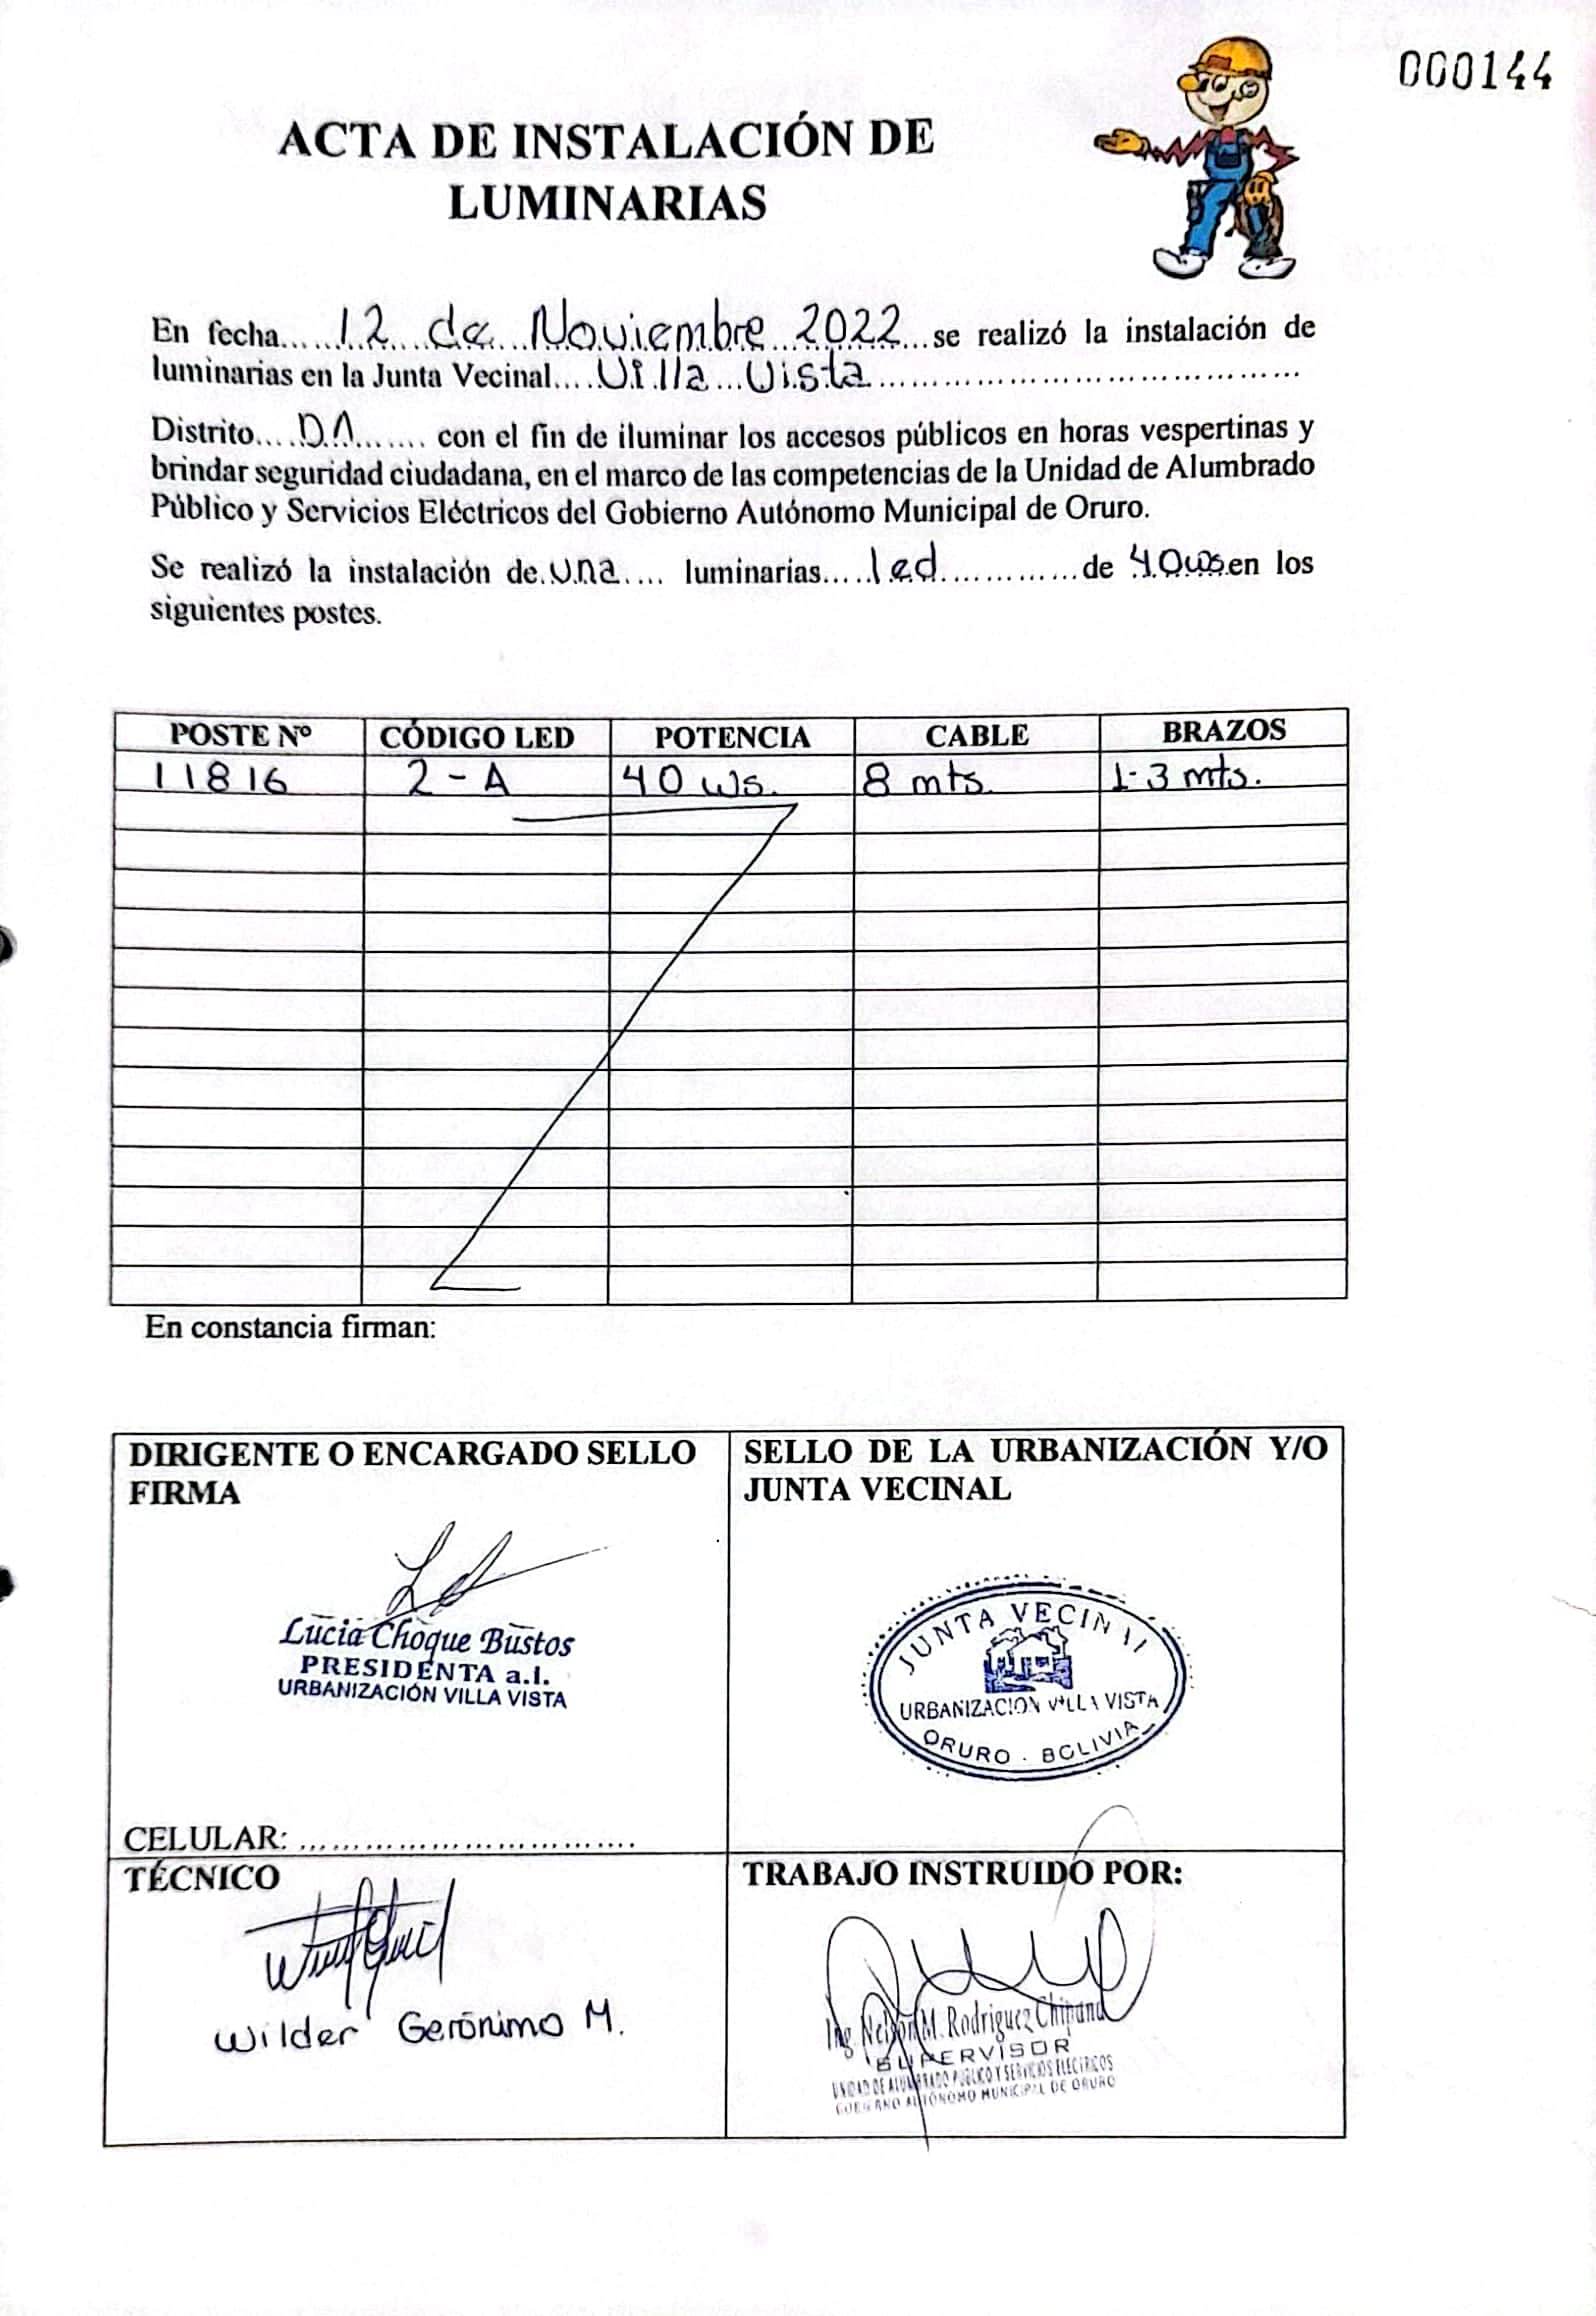 000144
ACTA DE INSTALACIÓN DE
LUMINARIAS
En fecha......12 de Noviembre 2022...se realizó la instalación de
luminarias en la Junta Vecinal....Villa Vista..........................................
Distrito....D.1....... con el fin de iluminar los accesos públicos en horas vespertinas y
brindar seguridad ciudadana, en el marco de las competencias de la Unidad de Alumbrado
Público y Servicios Eléctricos del Gobierno Autónomo Municipal de Oruro.
Se realizó la instalación de..una.... luminarias.....led............de 40ws.en los
siguientes postes.
POSTE Nº CÓDIGO LED POTENCIA CABLE BRAZOS
11816 2-A 40 ws. 8 mts. 1-3 mts.
En constancia firman:
DIRIGENTE O ENCARGADO SELLO
FIRMA
Lucia Choque Bustos
PRESIDENTA a.i.
URBANIZACIÓN VILLA VISTA
CELULAR: ................................
SELLO DE LA URBANIZACIÓN Y/O
JUNTA VECINAL
JUNTA VECINAL
URBANIZACION VILLA VISTA
ORURO - BOLIVIA
TÉCNICO
Wilder Gerónimo M.
TRABAJO INSTRUIDO POR:
Ing. Nelson M. Rodriguez Chipana
SUPERVISOR
UNIDAD DE ALUMBRADO PUBLICO Y SERVICIOS ELECTRICOS
GOBIERNO AUTÓNOMO MUNICIPAL DE ORURO